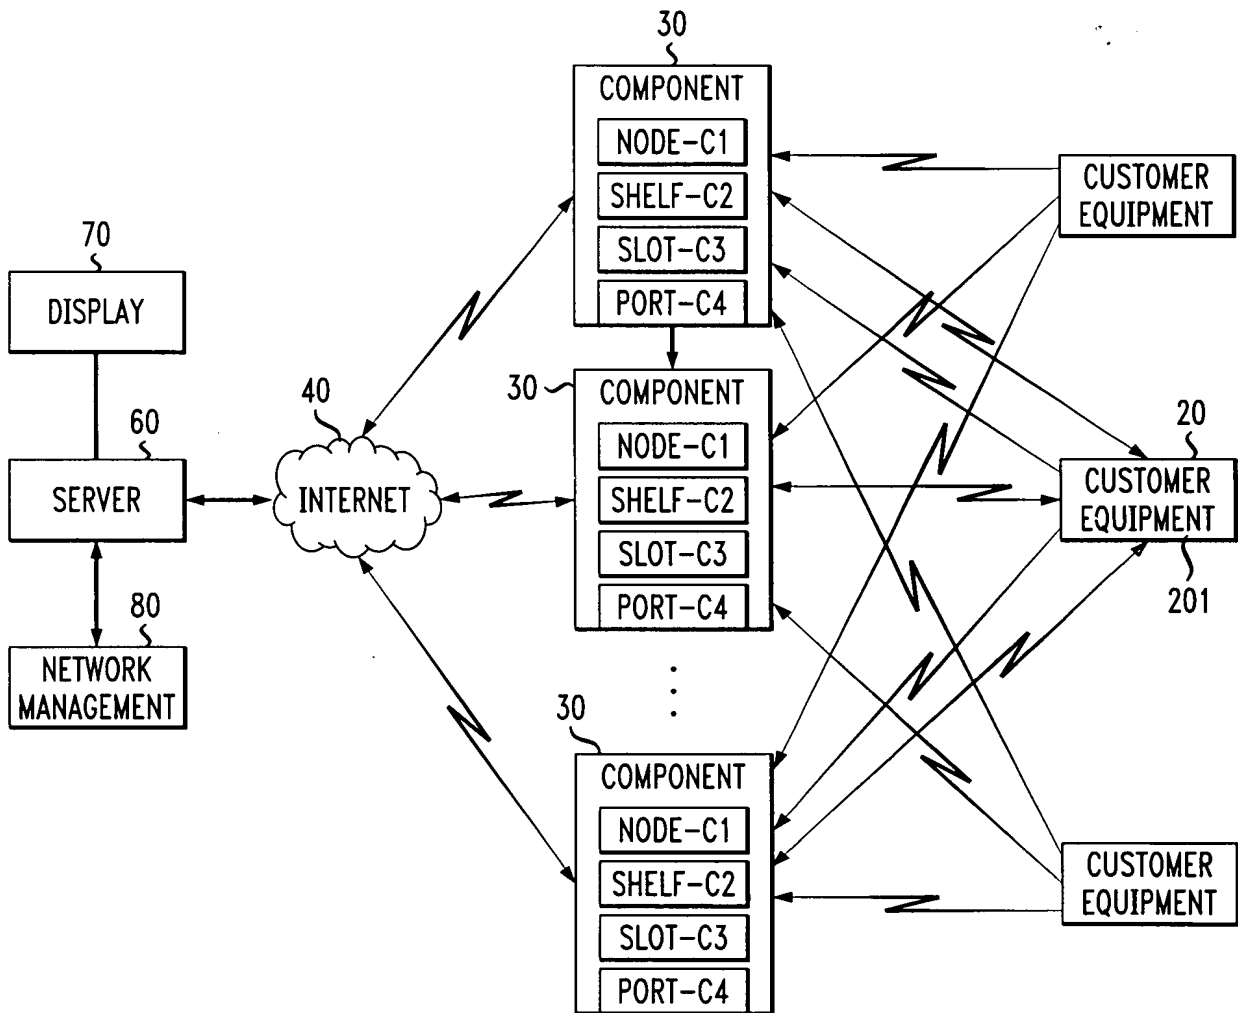 70
DISPLAY
60
SERVER
80
NETWORK
MANAGEMENT
40
INTERNET
30
COMPONENT
NODE-C1
SHELF-C2
SLOT-C3
PORT-C4
30
COMPONENT
NODE-C1
SHELF-C2
SLOT-C3
PORT-C4
30
COMPONENT
NODE-C1
SHELF-C2
SLOT-C3
PORT-C4
CUSTOMER
EQUIPMENT
20
CUSTOMER
EQUIPMENT
201
CUSTOMER
EQUIPMENT